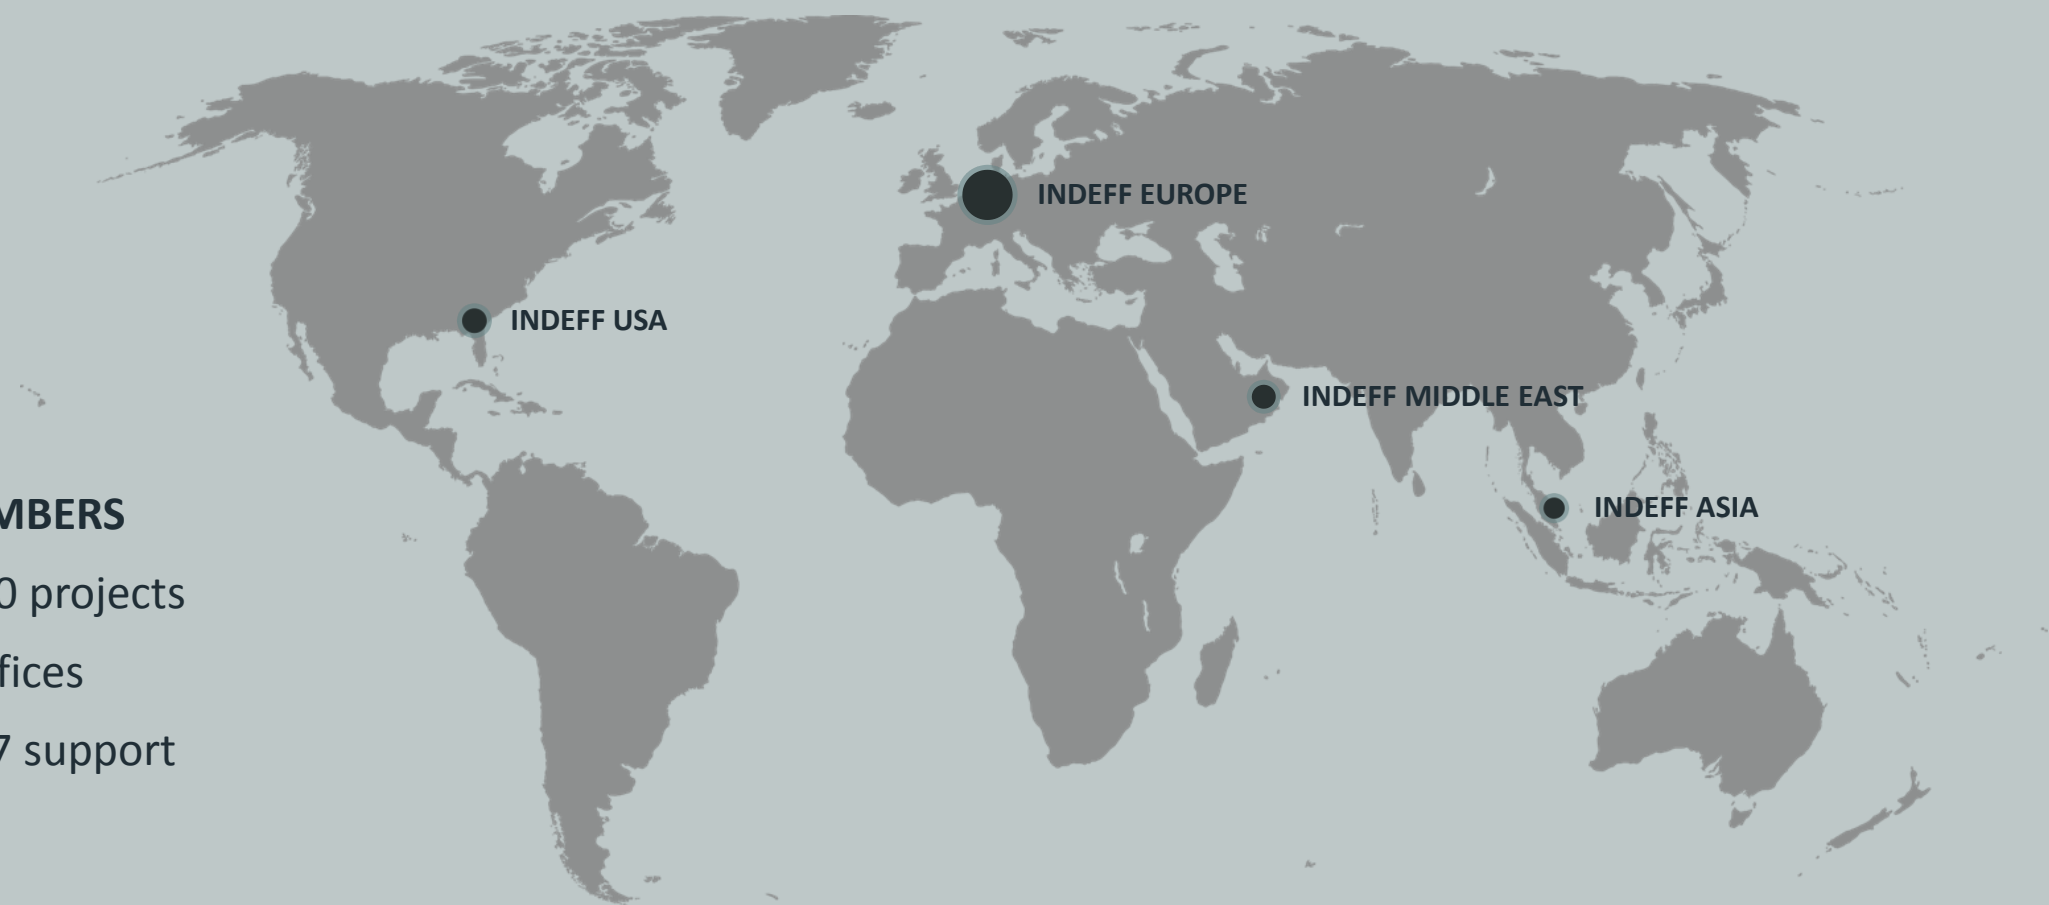 INDEFF EUROPE
INDEFF USA
INDEFF MIDDLE EAST
INDEFF ASIA
MBERS
0 projects
fices
7 support